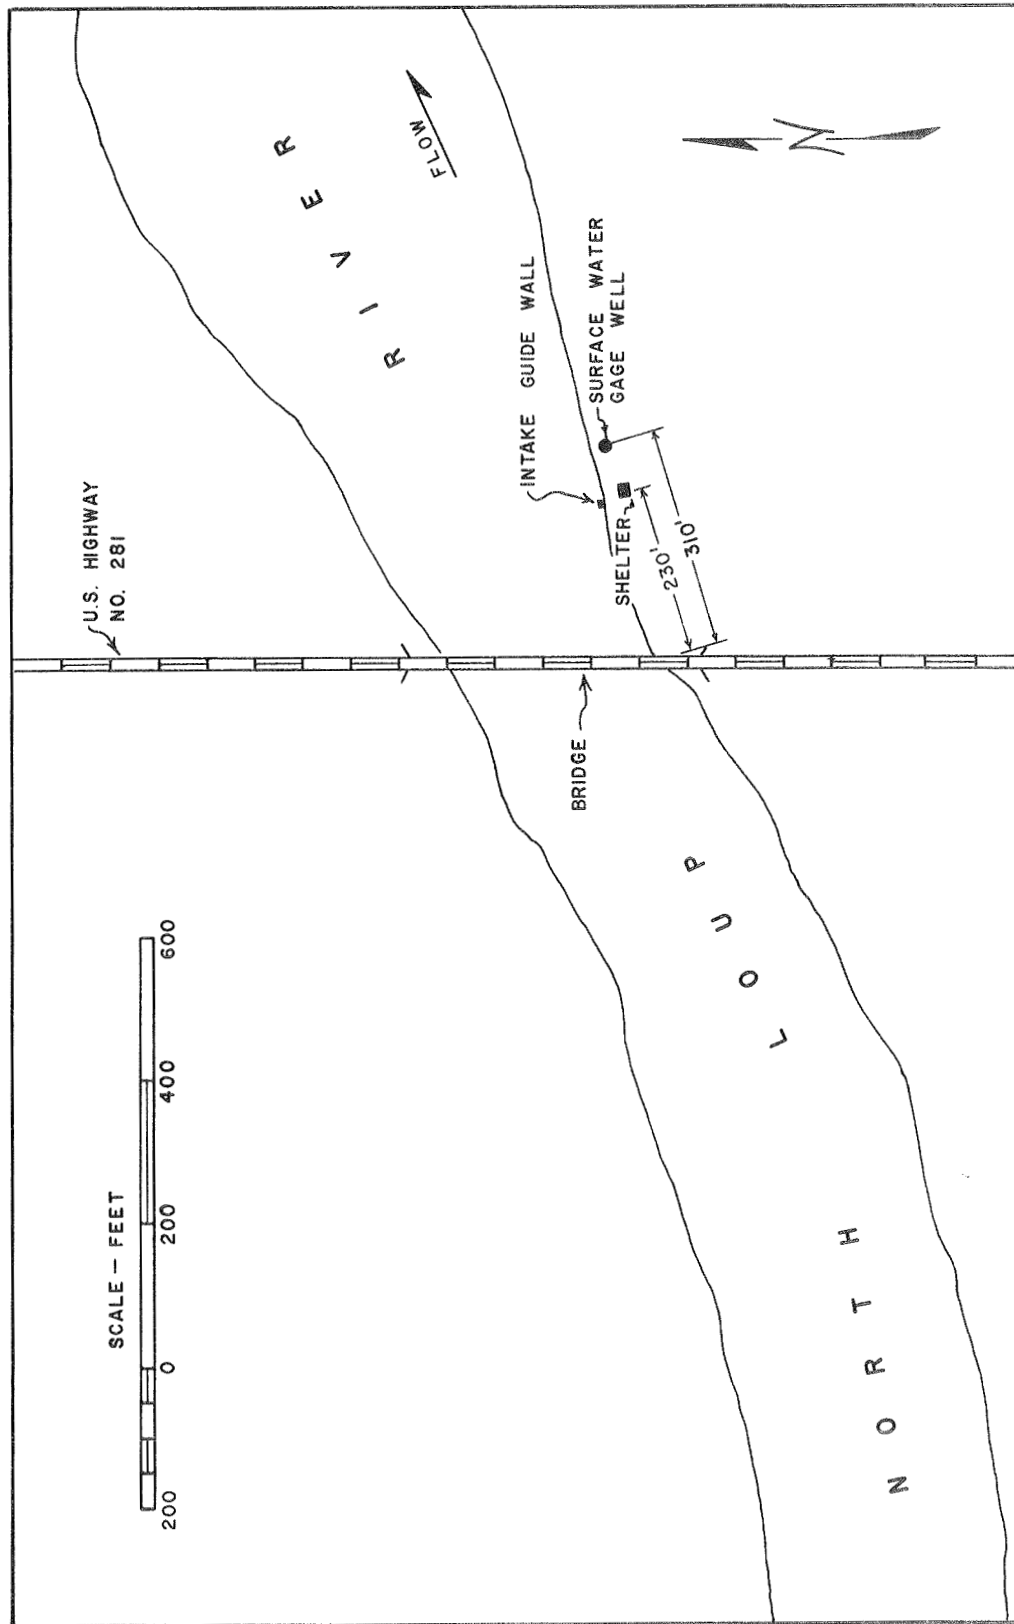 U.S. HIGHWAY
NO. 281
RIVER
FLOW
N
INTAKE GUIDE WALL
SURFACE WATER
GAGE WELL
SHELTER
230'
310'
BRIDGE
NORTH LOUP
SCALE — FEET
200 0 200 400 600